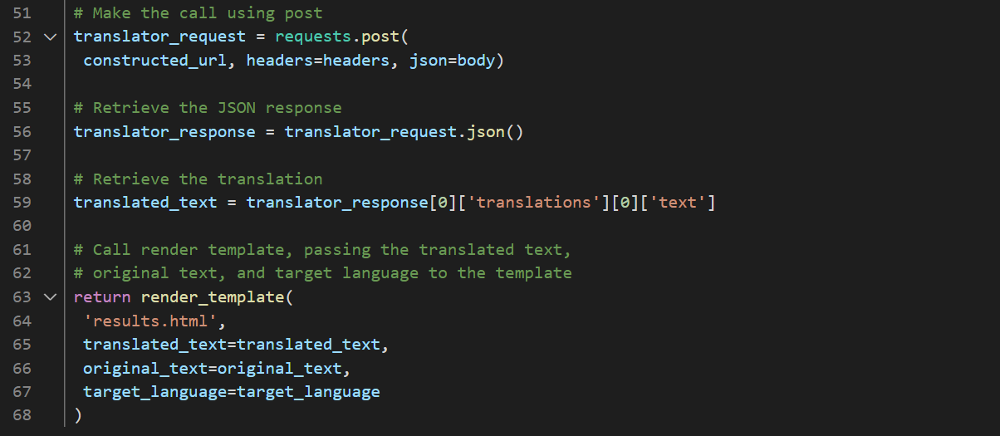 51 # Make the call using post
52 translator_request = requests.post(
53 constructed_url, headers=headers, json=body)
54
55 # Retrieve the JSON response
56 translator_response = translator_request.json()
57
58 # Retrieve the translation
59 translated_text = translator_response[0]['translations'][0]['text']
60
61 # Call render template, passing the translated text,
62 # original text, and target language to the template
63 return render_template(
64 'results.html',
65 translated_text=translated_text,
66 original_text=original_text,
67 target_language=target_language
68 )